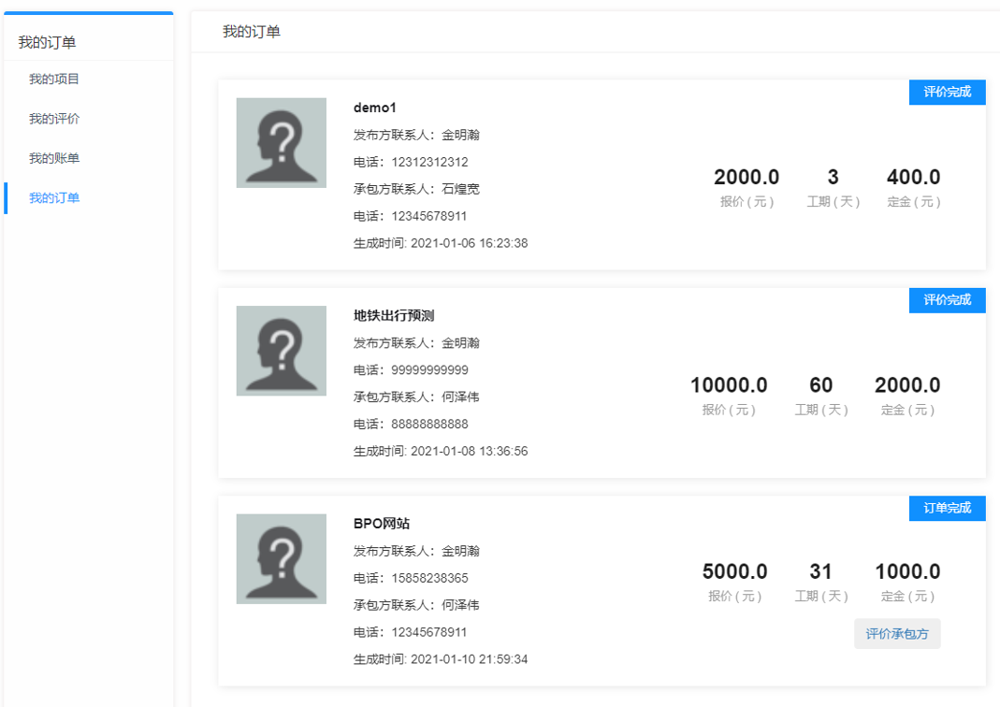 我的订单
我的项目
我的评价
我的账单
我的订单
我的订单
评价完成
demo1
发布方联系人：金明瀚
电话：12312312312
承包方联系人：石煌宽
电话：12345678911
生成时间: 2021-01-06 16:23:38
2000.0 3 400.0
报价 ( 元 ) 工期 ( 天 ) 定金 ( 元 )
评价完成
地铁出行预测
发布方联系人：金明瀚
电话：99999999999
承包方联系人：何泽伟
电话：88888888888
生成时间: 2021-01-08 13:36:56
10000.0 60 2000.0
报价 ( 元 ) 工期 ( 天 ) 定金 ( 元 )
订单完成
BPO网站
发布方联系人：金明瀚
电话：15858238365
承包方联系人：何泽伟
电话：12345678911
生成时间: 2021-01-10 21:59:34
5000.0 31 1000.0
报价 ( 元 ) 工期 ( 天 ) 定金 ( 元 )
评价承包方